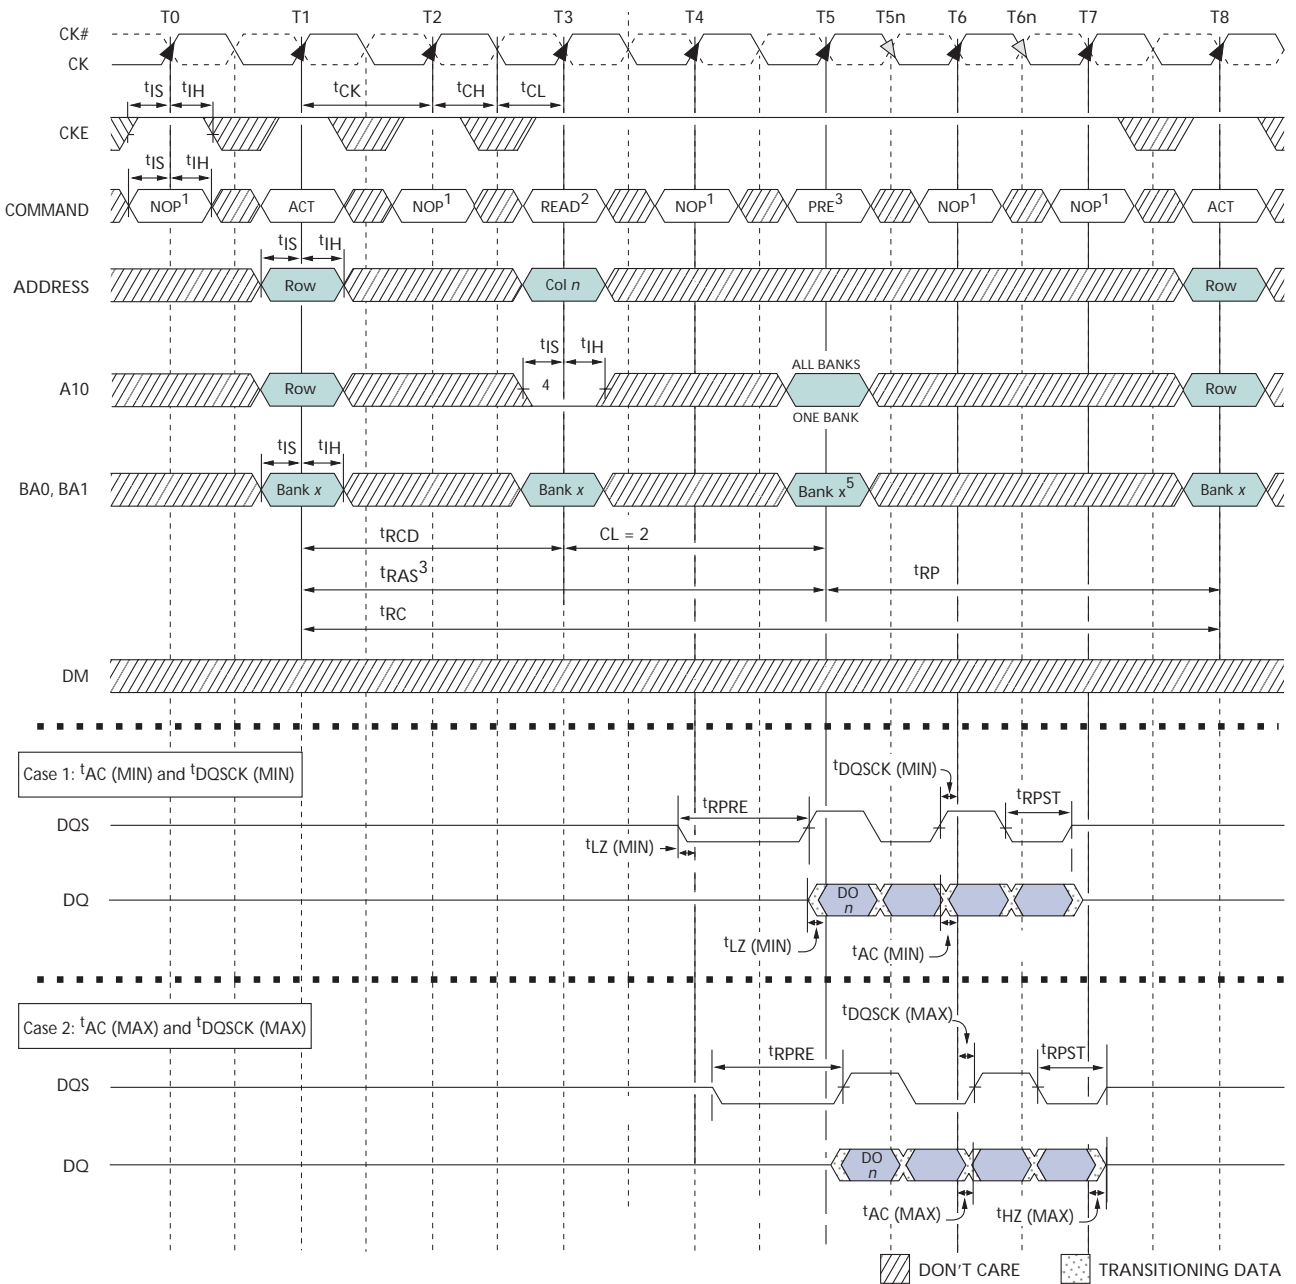 T0 T1 T2 T3 T4 T5 T5n T6 T6n T7 T8
CK#
CK
tIS tIH tCK tCH tCL
CKE
tIS tIH
COMMAND NOP1 ACT NOP1 READ2 NOP1 PRE3 NOP1 NOP1 ACT
tIS tIH
ADDRESS Row Col n Row
tIS tIH
ALL BANKS
A10 Row 4 Row
ONE BANK
tIS tIH
BA0, BA1 Bank x Bank x Bank x5 Bank x
tRCD CL = 2
tRAS3 tRP
tRC
DM
Case 1: tAC (MIN) and tDQSCK (MIN)
tDQSCK (MIN)
tRPRE tRPST
DQS
tLZ (MIN)
DQ DO n
tLZ (MIN) tAC (MIN)
Case 2: tAC (MAX) and tDQSCK (MAX)
tDQSCK (MAX)
tRPRE tRPST
DQS
DQ DO n
tAC (MAX) tHZ (MAX)
DON'T CARE TRANSITIONING DATA